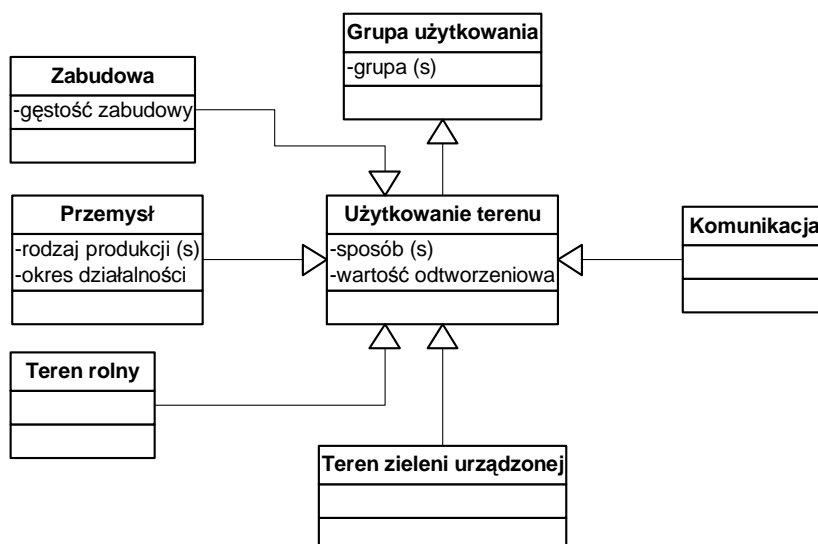 Grupa użytkowania
-grupa (s)
Zabudowa
-gęstość zabudowy
Przemysł
-rodzaj produkcji (s)
-okres działalności
Użytkowanie terenu
-sposób (s)
-wartość odtworzeniowa
Komunikacja
Teren rolny
Teren zieleni urządzonej